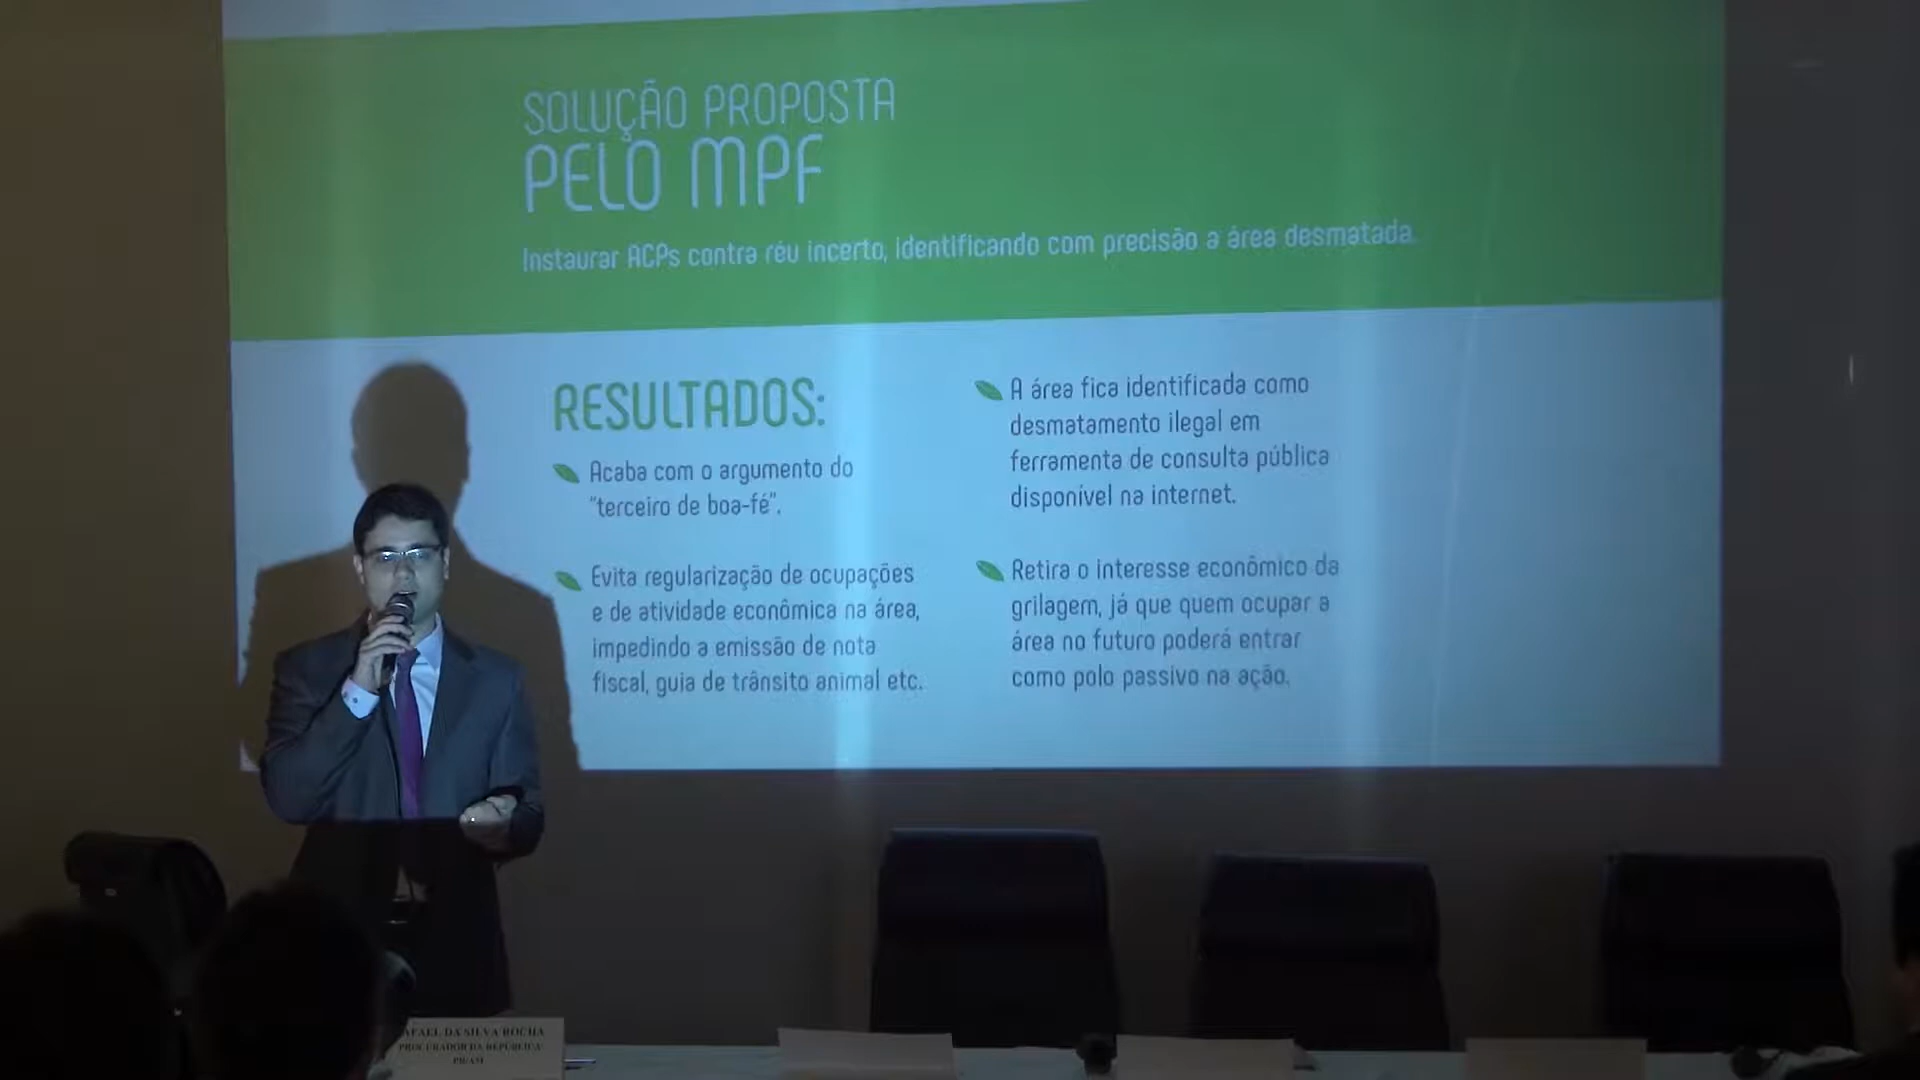 SOLUÇÃO PROPOSTA
PELO MPF
Instaurar ACPs contra réu incerto, identificando com precisão a área desmatada.
RESULTADOS:
Acaba com o argumento do
"terceiro de boa-fé".
Evita regularização de ocupações
e de atividade econômica na área,
impedindo a emissão de nota
fiscal, guia de trânsito animal etc.
A área fica identificada como
desmatamento ilegal em
ferramenta de consulta pública
disponível na internet.
Retira o interesse econômico da
grilagem, já que quem ocupar a
área no futuro poderá entrar
como polo passivo na ação.
AFAEL DA SILVA ROCHA
PROCURADOR DA REPÚBLICA
PR/AM